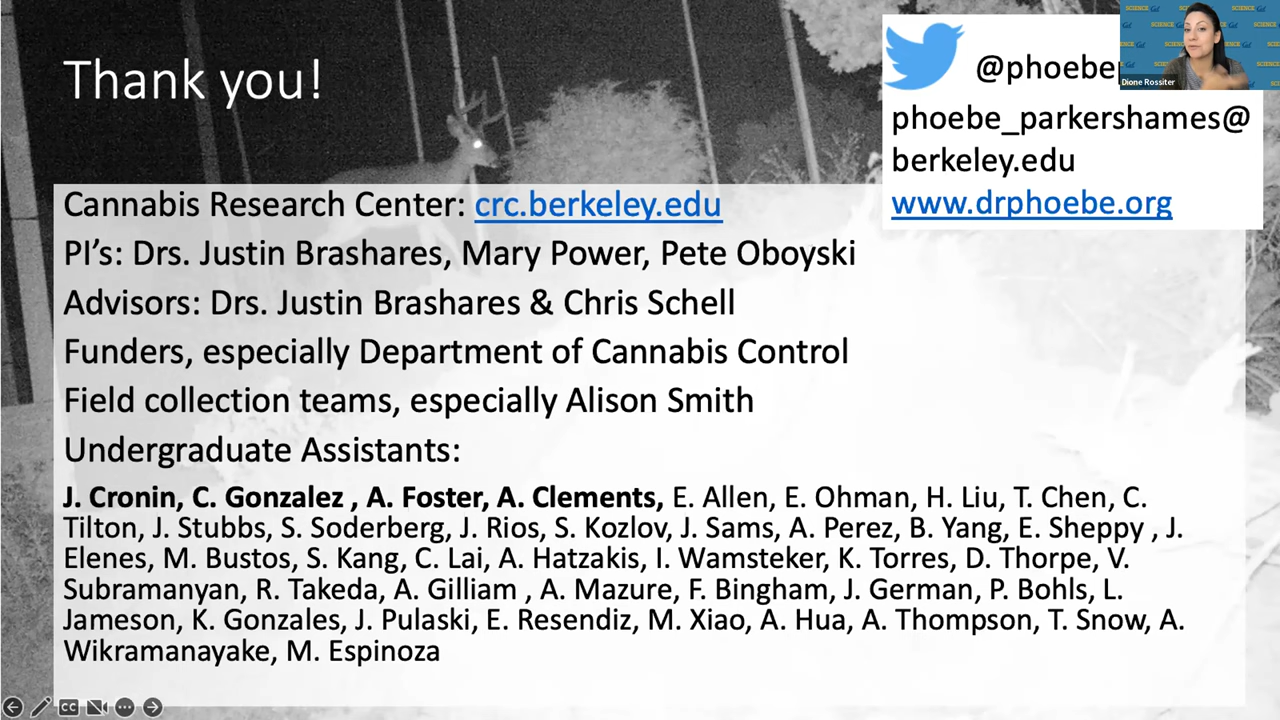 Thank you!
@phoebe
phoebe_parkershames@
berkeley.edu
www.drphoebe.org
Dione Rossiter
Cannabis Research Center: crc.berkeley.edu
PI’s: Drs. Justin Brashares, Mary Power, Pete Oboyski
Advisors: Drs. Justin Brashares & Chris Schell
Funders, especially Department of Cannabis Control
Field collection teams, especially Alison Smith
Undergraduate Assistants:
J. Cronin, C. Gonzalez , A. Foster, A. Clements, E. Allen, E. Ohman, H. Liu, T. Chen, C.
Tilton, J. Stubbs, S. Soderberg, J. Rios, S. Kozlov, J. Sams, A. Perez, B. Yang, E. Sheppy , J.
Elenes, M. Bustos, S. Kang, C. Lai, A. Hatzakis, I. Wamsteker, K. Torres, D. Thorpe, V.
Subramanyan, R. Takeda, A. Gilliam , A. Mazure, F. Bingham, J. German, P. Bohls, L.
Jameson, K. Gonzales, J. Pulaski, E. Resendiz, M. Xiao, A. Hua, A. Thompson, T. Snow, A.
Wikramanayake, M. Espinoza
CC